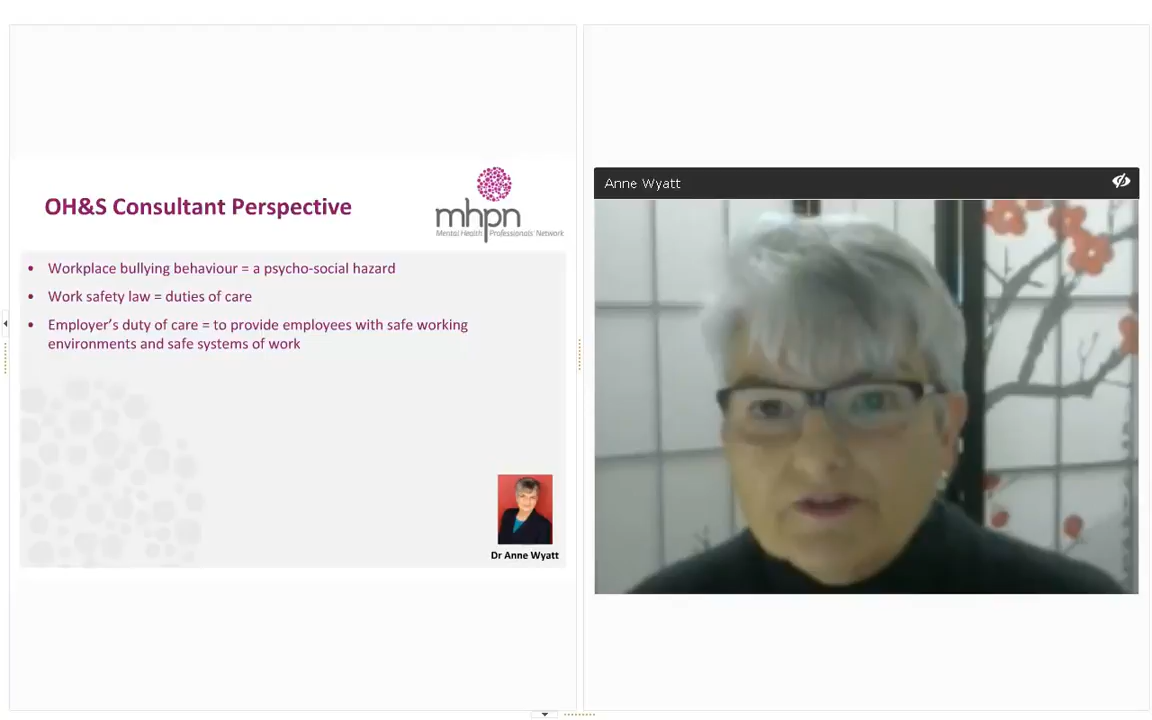 OH&S Consultant Perspective
mhpn
Mental Health Professionals' Network
• Workplace bullying behaviour = a psycho-social hazard
• Work safety law = duties of care
• Employer's duty of care = to provide employees with safe working
environments and safe systems of work
Dr Anne Wyatt
Anne Wyatt